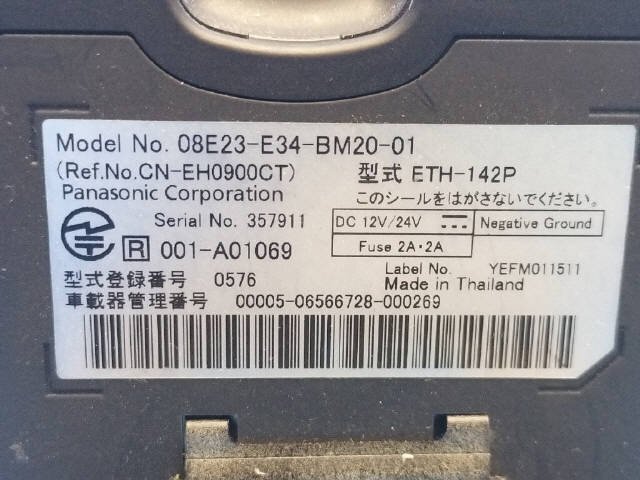 Model No. 08E23-E34-BM20-01
(Ref.No.CN-EH0900CT) 型式 ETH-142P
Panasonic Corporation このシールをはがさないでください。
Serial No. 357911 DC 12V/24V Negative Ground
Fuse 2A・2A
R 001-A01069
Label No. YEFM011511
型式登録番号 0576 Made in Thailand
車載器管理番号 00005-06566728-000269